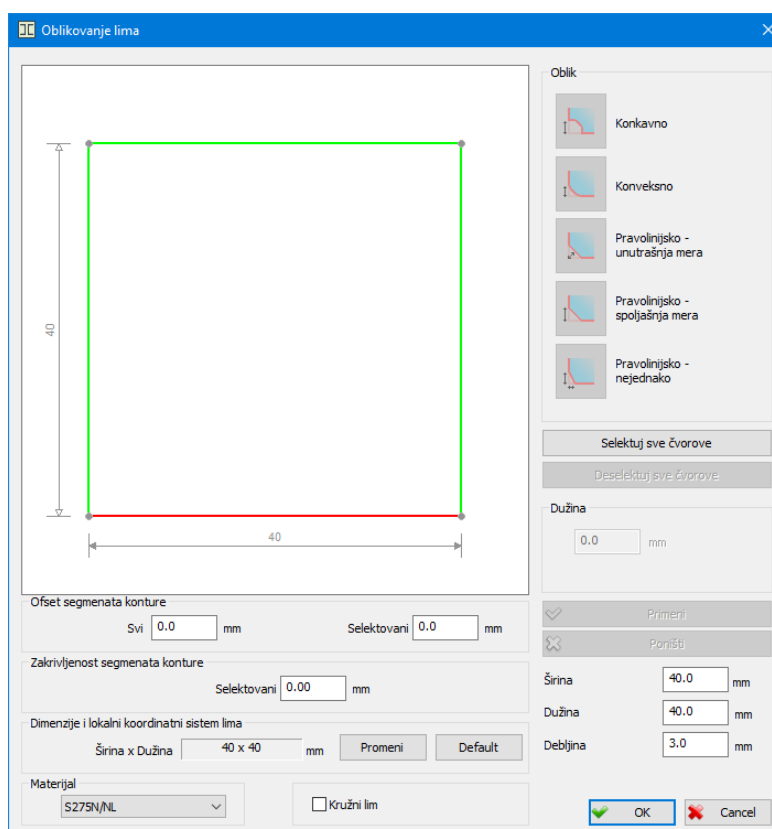 Oblikovanje lima
40
40
Oblik
Konkavno
Konveksno
Pravolinijsko -
unutrašnja mera
Pravolinijsko -
spoljašnja mera
Pravolinijsko -
nejednako
Selektuj sve čvorove
Deselektuj sve čvorove
Dužina
0.0 mm
Ofset segmenata konture
Svi 0.0 mm Selektovani 0.0 mm
Zakrivljenost segmenata konture
Selektovani 0.00 mm
Dimenzije i lokalni koordinatni sistem lima
Širina x Dužina 40 x 40 mm Promeni Default
Materijal
S275N/NL
Kružni lim
Primeni
Poništi
Širina 40.0 mm
Dužina 40.0 mm
Debljina 3.0 mm
OK Cancel